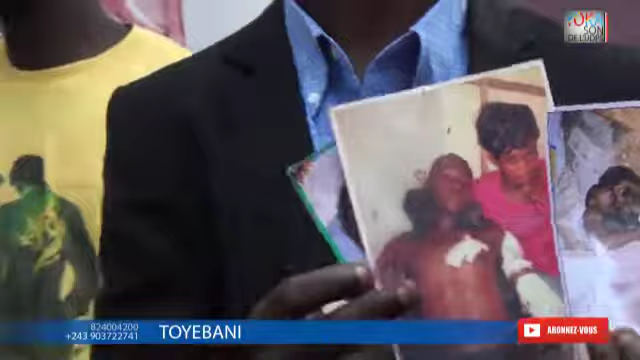 SON
DE L'UDPS
824004200
+243 903722741
TOYEBANI
ABONNEZ-VOUS